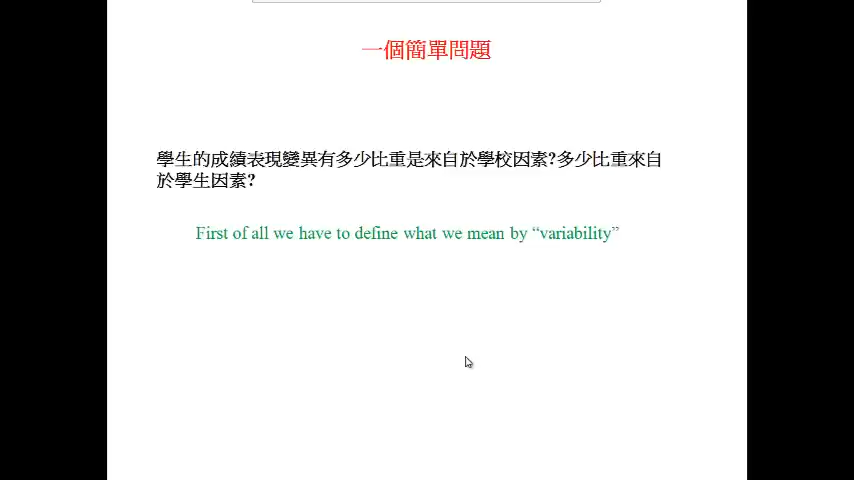 一個簡單問題
學生的成績表現變異有多少比重是來自於學校因素?多少比重來自
於學生因素?
First of all we have to define what we mean by “variability”